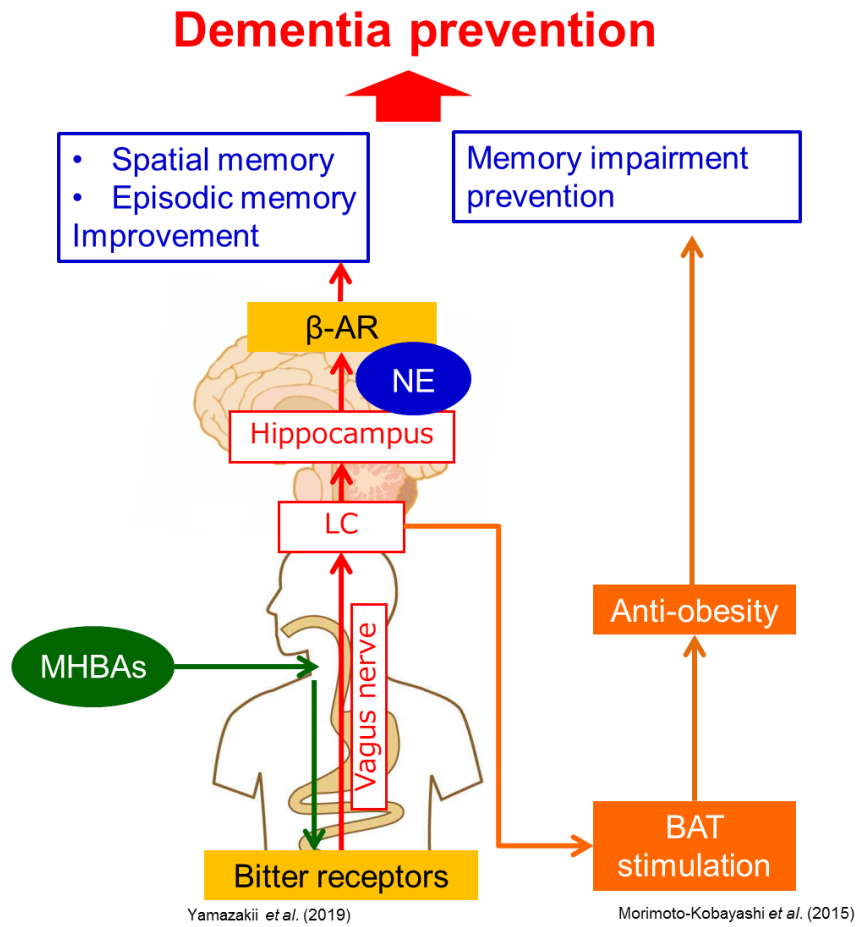 Dementia prevention
• Spatial memory
• Episodic memory
Improvement
Memory impairment
prevention
β-AR
NE
Hippocampus
LC
Anti-obesity
MHBAs
Vagus nerve
BAT
stimulation
Bitter receptors
Yamazakii et al. (2019)
Morimoto-Kobayashi et al. (2015)